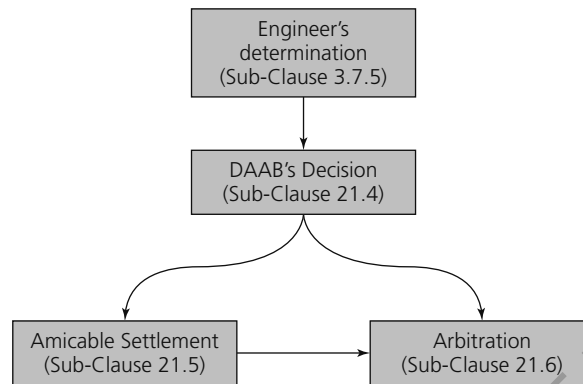 Engineer’s
determination
(Sub-Clause 3.7.5)
DAAB’s Decision
(Sub-Clause 21.4)
Amicable Settlement
(Sub-Clause 21.5)
Arbitration
(Sub-Clause 21.6)